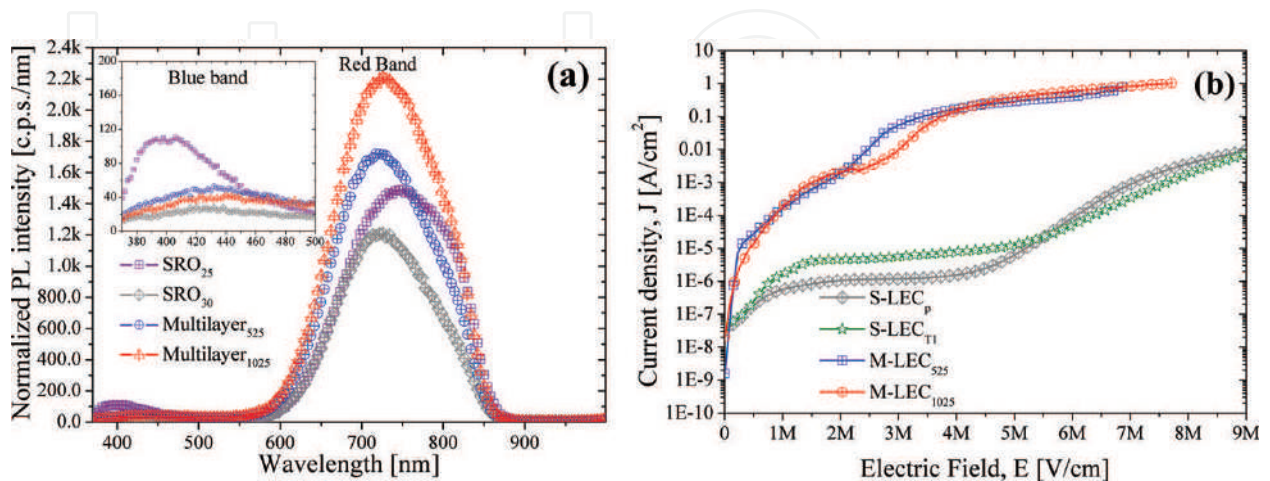 (a)
Normalized PL intensity [c.p.s./nm]
2.4k
2.2k
2.0k
1.8k
1.6k
1.4k
1.2k
1.0k
800.0
600.0
400.0
200.0
0.0
Blue band
200
160
120
80
40
0
380 400 420 440 460 480 500
Red Band
SRO25
SRO30
Multilayer525
Multilayer1025
400 500 600 700 800 900
Wavelength [nm]
(b)
Current density, J [A/cm²]
10
1
0.1
0.01
1E-3
1E-4
1E-5
1E-6
1E-7
1E-8
1E-9
1E-10
S-LECp
S-LECT1
M-LEC525
M-LEC1025
0 1M 2M 3M 4M 5M 6M 7M 8M 9M
Electric Field, E [V/cm]